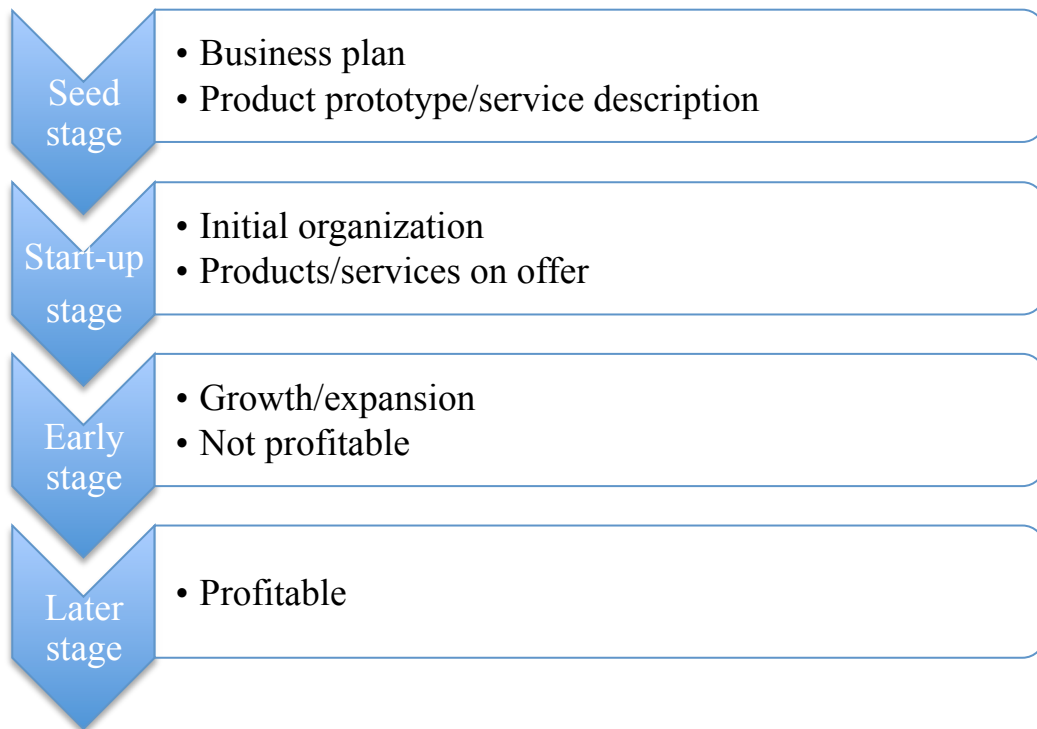 Seed
stage
• Business plan
• Product prototype/service description
Start-up
stage
• Initial organization
• Products/services on offer
Early
stage
• Growth/expansion
• Not profitable
Later
stage
• Profitable